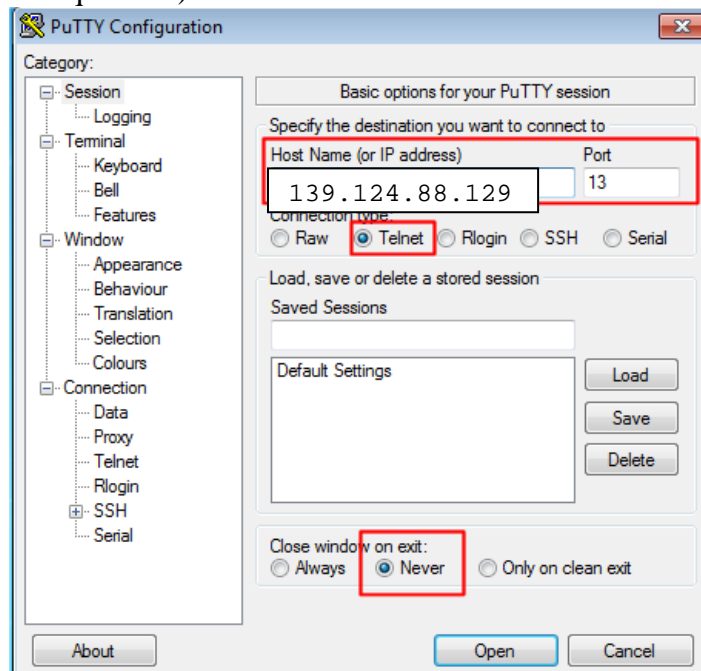 PuTTY Configuration
Category:
Session
Logging
Terminal
Keyboard
Bell
Features
Window
Appearance
Behaviour
Translation
Selection
Colours
Connection
Data
Proxy
Telnet
Rlogin
SSH
Serial
Basic options for your PuTTY session
Specify the destination you want to connect to
Host Name (or IP address) Port
139.124.88.129 13
Connection type:
Raw Telnet Rlogin SSH Serial
Load, save or delete a stored session
Saved Sessions
Default Settings
Load
Save
Delete
Close window on exit:
Always Never Only on clean exit
About Open Cancel